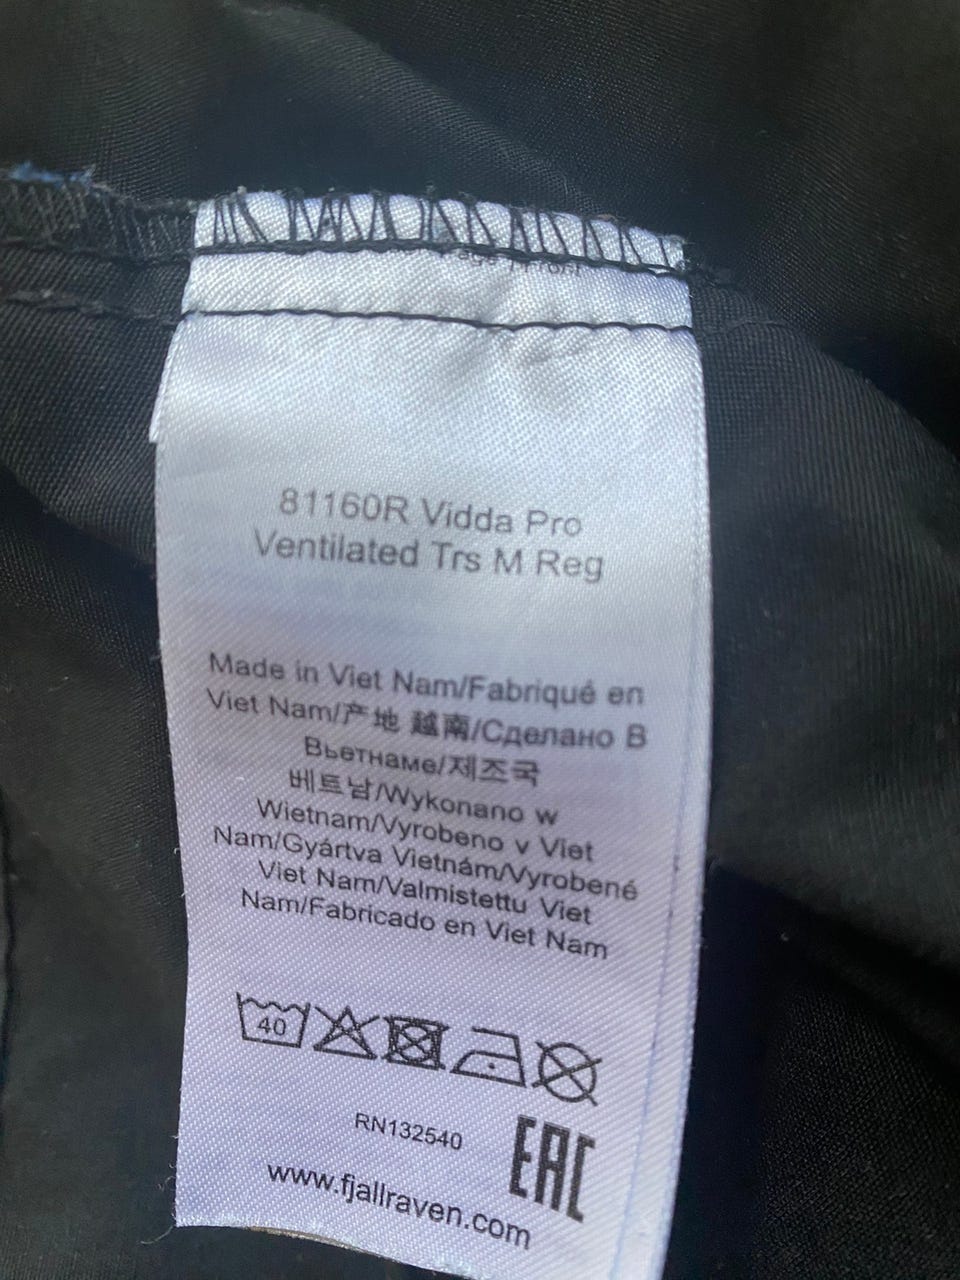 81160R Vidda Pro
Ventilated Trs M Reg
Made in Viet Nam/Fabriqué en
Viet Nam/产地 越南/Сделано В
Вьетнаме/제조국
베트남/Wykonano w
Wietnam/Vyrobeno v Viet
Nam/Gyártva Vietnám/Vyrobené
Viet Nam/Valmistettu Viet
Nam/Fabricado en Viet Nam
40
RN132540
EAC
www.fjallraven.com